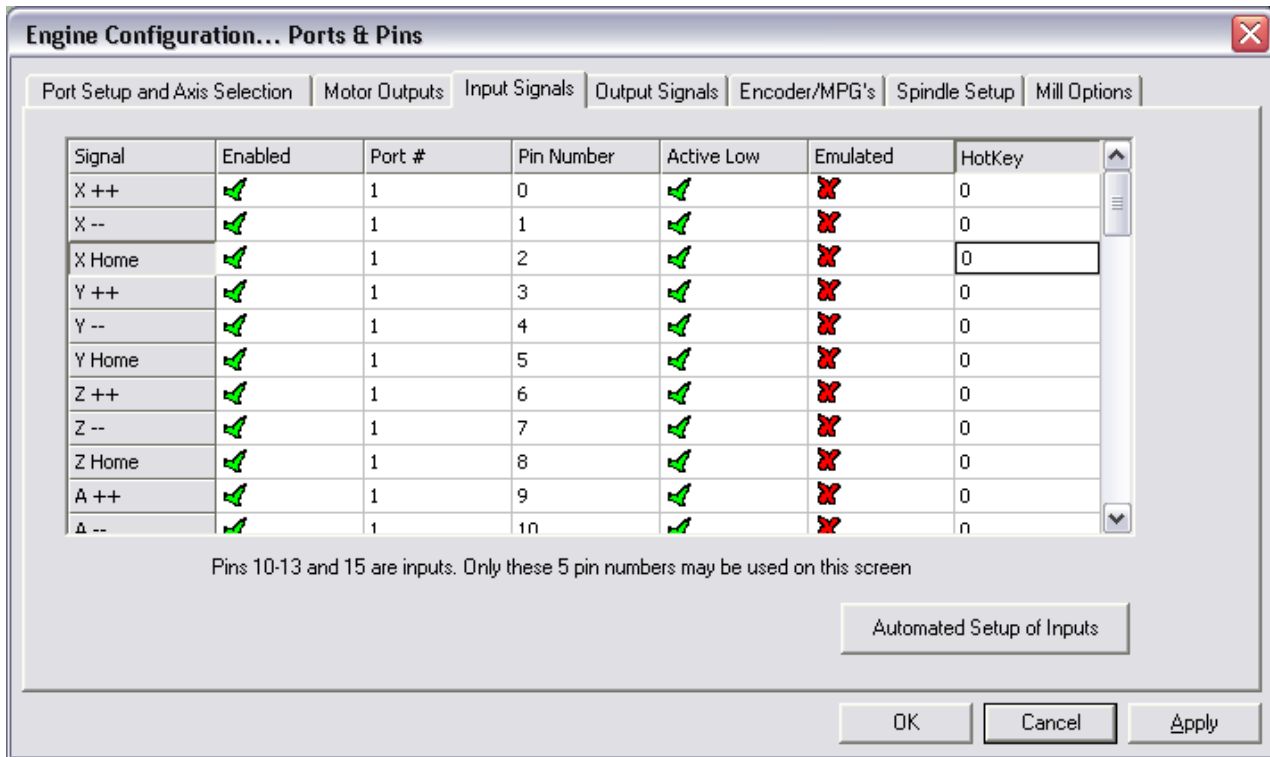 Engine Configuration... Ports & Pins
Port Setup and Axis Selection Motor Outputs Input Signals Output Signals Encoder/MPG's Spindle Setup Mill Options
Signal Enabled Port # Pin Number Active Low Emulated HotKey
X ++ 1 0 0
X -- 1 1 0
X Home 1 2 0
Y ++ 1 3 0
Y -- 1 4 0
Y Home 1 5 0
Z ++ 1 6 0
Z -- 1 7 0
Z Home 1 8 0
A ++ 1 9 0
A -- 1 10 0
Pins 10-13 and 15 are inputs. Only these 5 pin numbers may be used on this screen
Automated Setup of Inputs
OK Cancel Apply